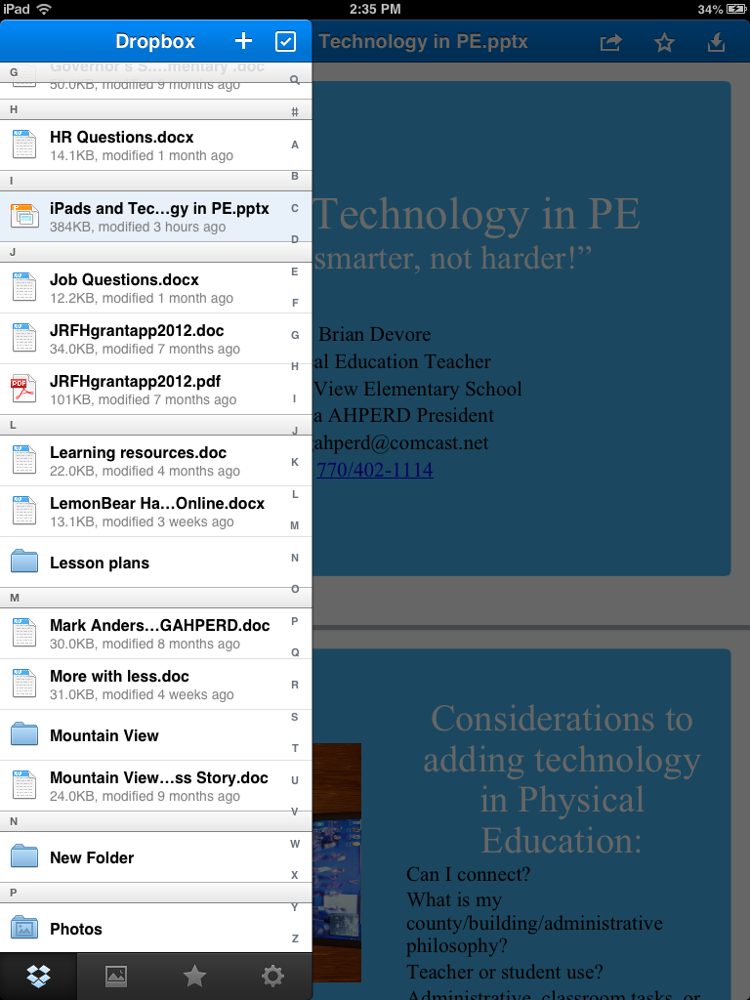 iPad
2:35 PM
34%
Dropbox
Technology in PE.pptx
G
Governor's S....mentary .doc
50.0KB, modified 9 months ago
H
HR Questions.docx
14.1KB, modified 1 month ago
I
iPads and Tec...gy in PE.pptx
384KB, modified 3 hours ago
J
Job Questions.docx
12.2KB, modified 1 month ago
JRFHgrantapp2012.doc
34.0KB, modified 7 months ago
PDF
JRFHgrantapp2012.pdf
101KB, modified 7 months ago
L
Learning resources.doc
22.0KB, modified 4 months ago
LemonBear Ha...Online.docx
13.1KB, modified 3 weeks ago
Lesson plans
M
Mark Anders...GAHPERD.doc
30.0KB, modified 8 months ago
More with less.doc
31.0KB, modified 4 weeks ago
Mountain View
Mountain View...ss Story.doc
24.0KB, modified 9 months ago
N
New Folder
P
Photos
#
A
B
C
D
E
F
G
H
I
J
K
L
M
N
O
P
Q
R
S
T
U
V
W
X
Y
Z
Technology in PE
smarter, not harder!”
Brian Devore
al Education Teacher
View Elementary School
a AHPERD President
ahperd@comcast.net
770/402-1114
Considerations to
adding technology
in Physical
Education:
Can I connect?
What is my
county/building/administrative
philosophy?
Teacher or student use?
Administrative, classroom tasks, or